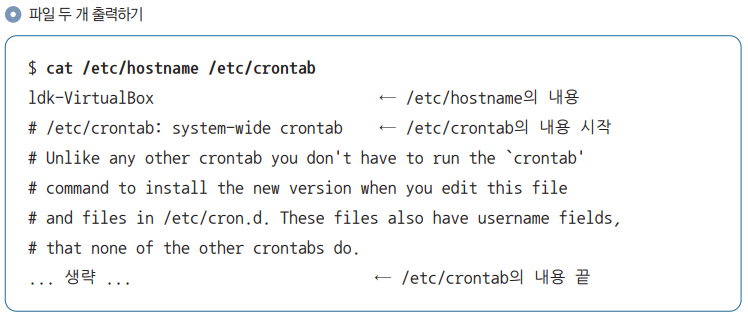 파일 두 개 출력하기
$ cat /etc/hostname /etc/crontab
ldk-VirtualBox ← /etc/hostname의 내용
# /etc/crontab: system-wide crontab ← /etc/crontab의 내용 시작
# Unlike any other crontab you don't have to run the `crontab'
# command to install the new version when you edit this file
# and files in /etc/cron.d. These files also have username fields,
# that none of the other crontabs do.
... 생략 ... ← /etc/crontab의 내용 끝